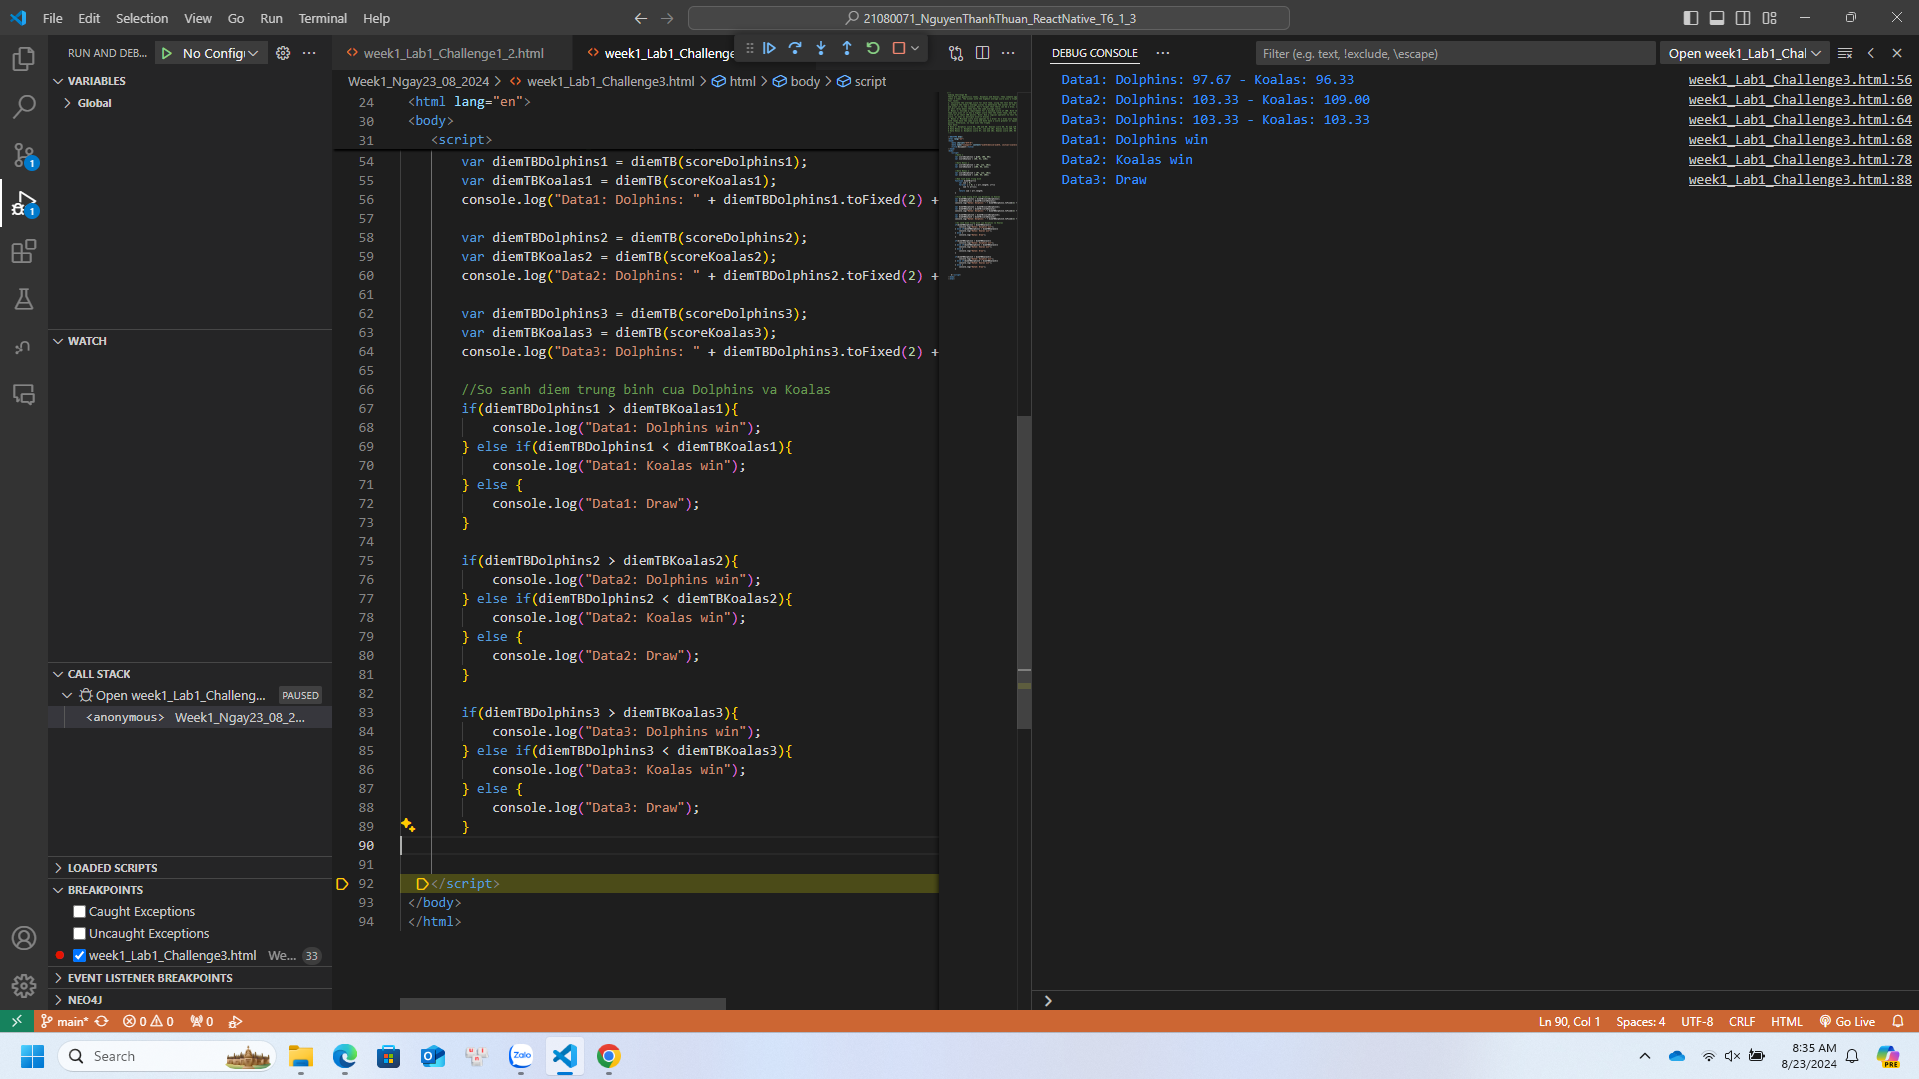 File Edit Selection View Go Run Terminal Help
21080071_NguyenThanhThuan_ReactNative_T6_1_3
RUN AND DEB... No Config
week1_Lab1_Challenge1_2.html
week1_Lab1_Challenge
DEBUG CONSOLE
Filter (e.g. text, !exclude, \escape)
Open week1_Lab1_Chal
VARIABLES
Global
WATCH
CALL STACK
Open week1_Lab1_Challeng... PAUSED
<anonymous> Week1_Ngay23_08_2...
LOADED SCRIPTS
BREAKPOINTS
Caught Exceptions
Uncaught Exceptions
week1_Lab1_Challenge3.html We... 33
EVENT LISTENER BREAKPOINTS
NEO4J
Week1_Ngay23_08_2024 > week1_Lab1_Challenge3.html > html > body > script
24 <html lang="en">
30 <body>
31 <script>
54 var diemTBDolphins1 = diemTB(scoreDolphins1);
55 var diemTBKoalas1 = diemTB(scoreKoalas1);
56 console.log("Data1: Dolphins: " + diemTBDolphins1.toFixed(2) +
57
58 var diemTBDolphins2 = diemTB(scoreDolphins2);
59 var diemTBKoalas2 = diemTB(scoreKoalas2);
60 console.log("Data2: Dolphins: " + diemTBDolphins2.toFixed(2) +
61
62 var diemTBDolphins3 = diemTB(scoreDolphins3);
63 var diemTBKoalas3 = diemTB(scoreKoalas3);
64 console.log("Data3: Dolphins: " + diemTBDolphins3.toFixed(2) +
65
66 //So sanh diem trung binh cua Dolphins va Koalas
67 if(diemTBDolphins1 > diemTBKoalas1){
68 console.log("Data1: Dolphins win");
69 } else if(diemTBDolphins1 < diemTBKoalas1){
70 console.log("Data1: Koalas win");
71 } else {
72 console.log("Data1: Draw");
73 }
74
75 if(diemTBDolphins2 > diemTBKoalas2){
76 console.log("Data2: Dolphins win");
77 } else if(diemTBDolphins2 < diemTBKoalas2){
78 console.log("Data2: Koalas win");
79 } else {
80 console.log("Data2: Draw");
81 }
82
83 if(diemTBDolphins3 > diemTBKoalas3){
84 console.log("Data3: Dolphins win");
85 } else if(diemTBDolphins3 < diemTBKoalas3){
86 console.log("Data3: Koalas win");
87 } else {
88 console.log("Data3: Draw");
89 }
90
91
92 </script>
93 </body>
94 </html>
Data1: Dolphins: 97.67 - Koalas: 96.33 week1_Lab1_Challenge3.html:56
Data2: Dolphins: 103.33 - Koalas: 109.00 week1_Lab1_Challenge3.html:60
Data3: Dolphins: 103.33 - Koalas: 103.33 week1_Lab1_Challenge3.html:64
Data1: Dolphins win week1_Lab1_Challenge3.html:68
Data2: Koalas win week1_Lab1_Challenge3.html:78
Data3: Draw week1_Lab1_Challenge3.html:88
1
1
main* 0 0 0
Ln 90, Col 1 Spaces: 4 UTF-8 CRLF HTML Go Live
Search
Zalo
8:35 AM
8/23/2024
PRE